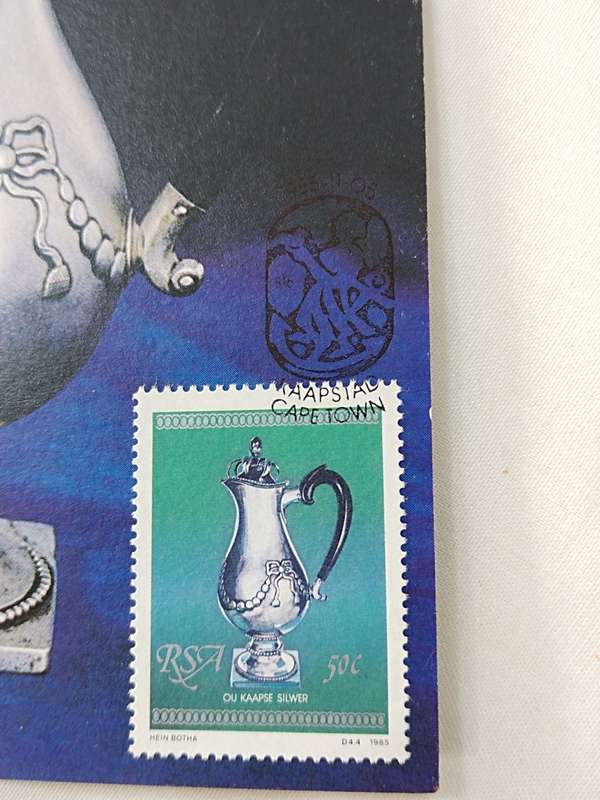 KAAPSTAD
CAPE TOWN
RSA 50c
OU KAAPSE SILWER
HEIN BOTHA D4.4 1985